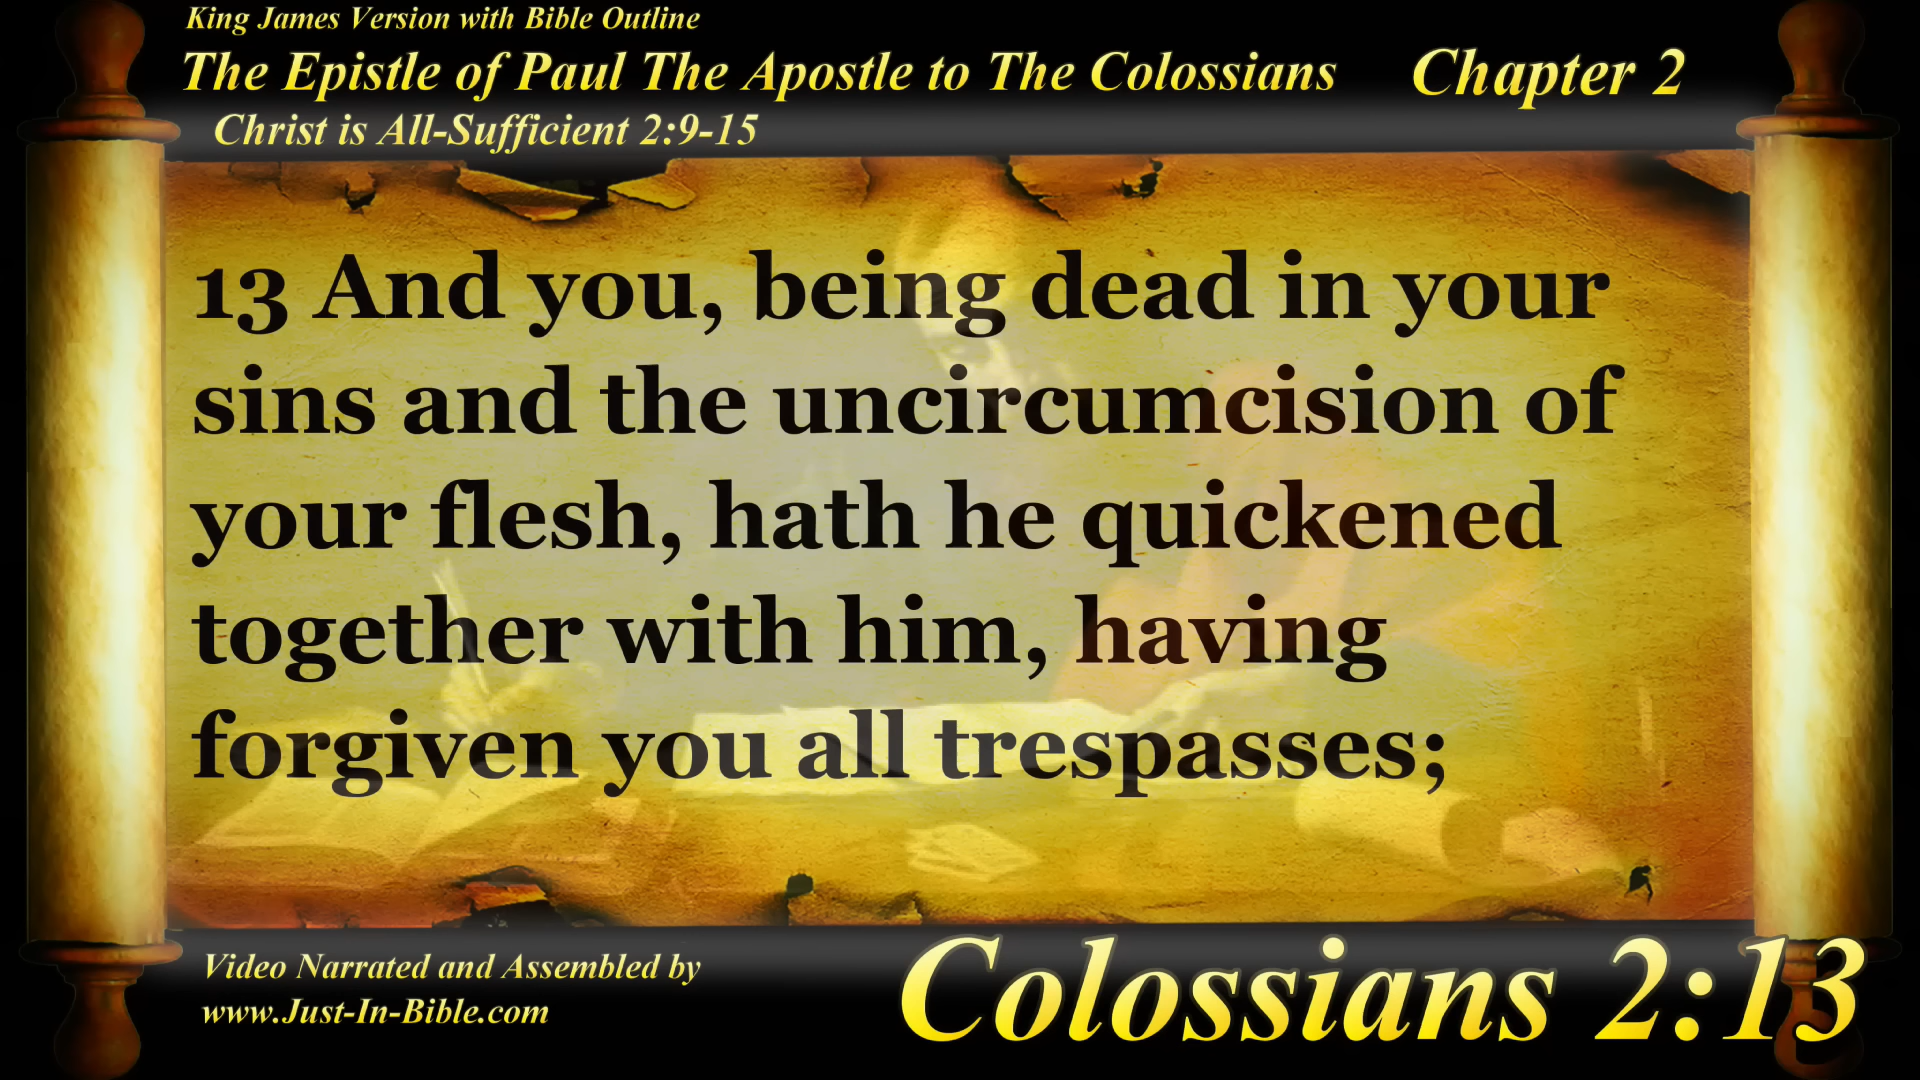 King James Version with Bible Outline
The Epistle of Paul The Apostle to The Colossians Chapter 2
Christ is All-Sufficient 2:9-15
13 And you, being dead in your
sins and the uncircumcision of
your flesh, hath he quickened
together with him, having
forgiven you all trespasses;
Video Narrated and Assembled by
www.Just-In-Bible.com
Colossians 2:13